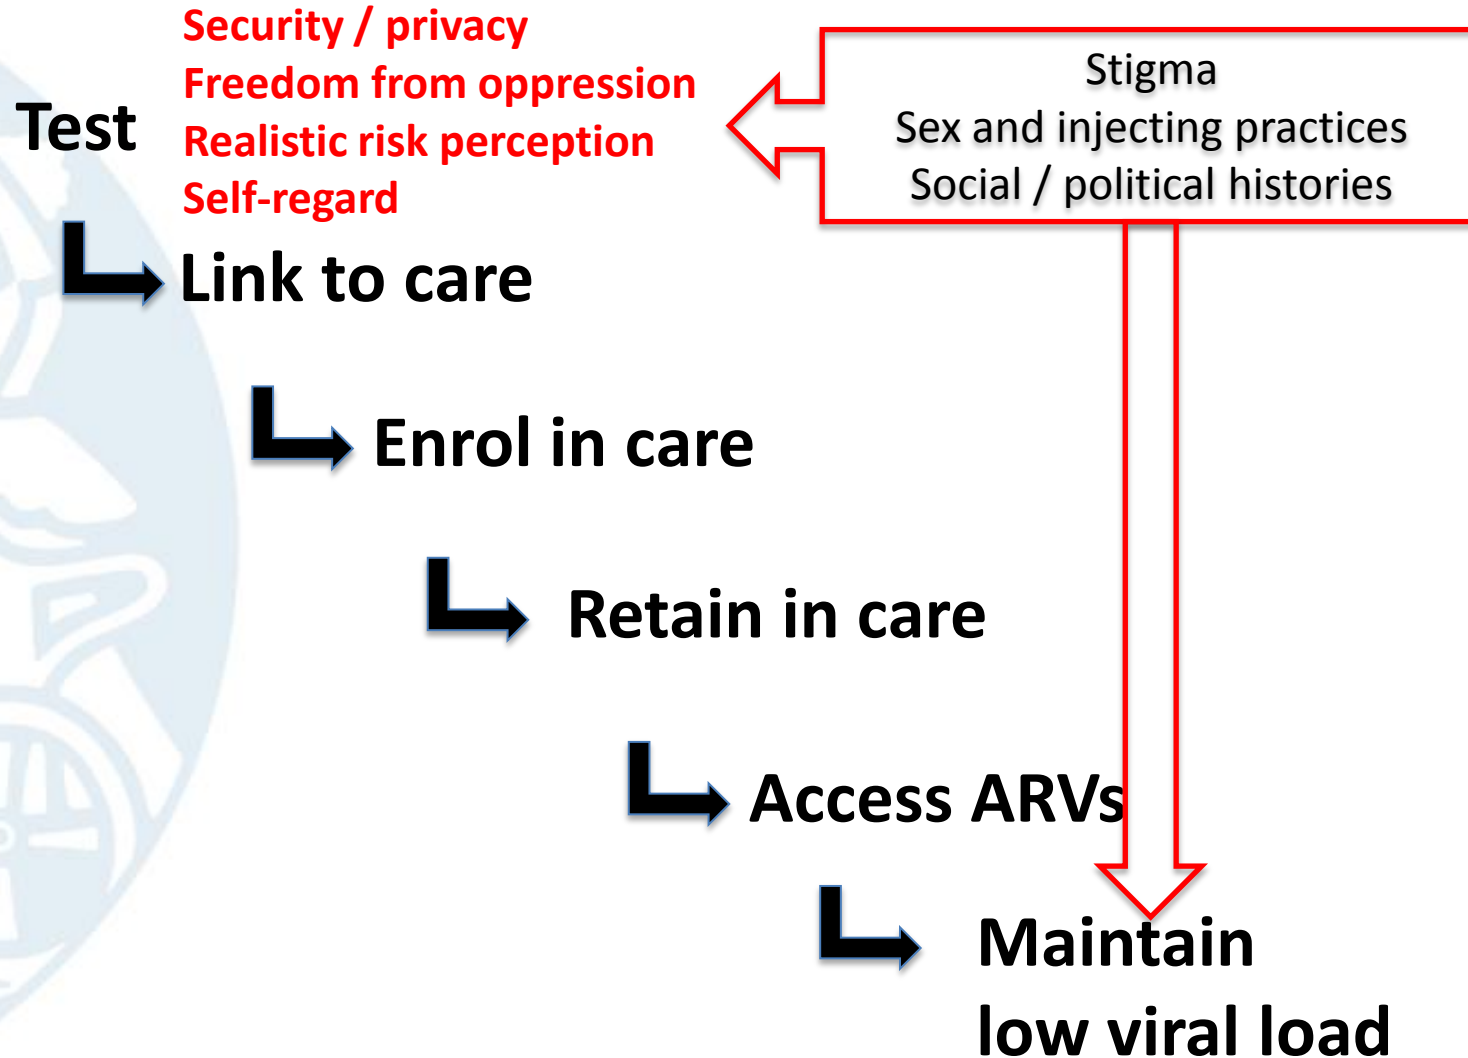 Test
Security / privacy
Freedom from oppression
Realistic risk perception
Self-regard
Stigma
Sex and injecting practices
Social / political histories
Link to care
Enrol in care
Retain in care
Access ARVs
Maintain
low viral load